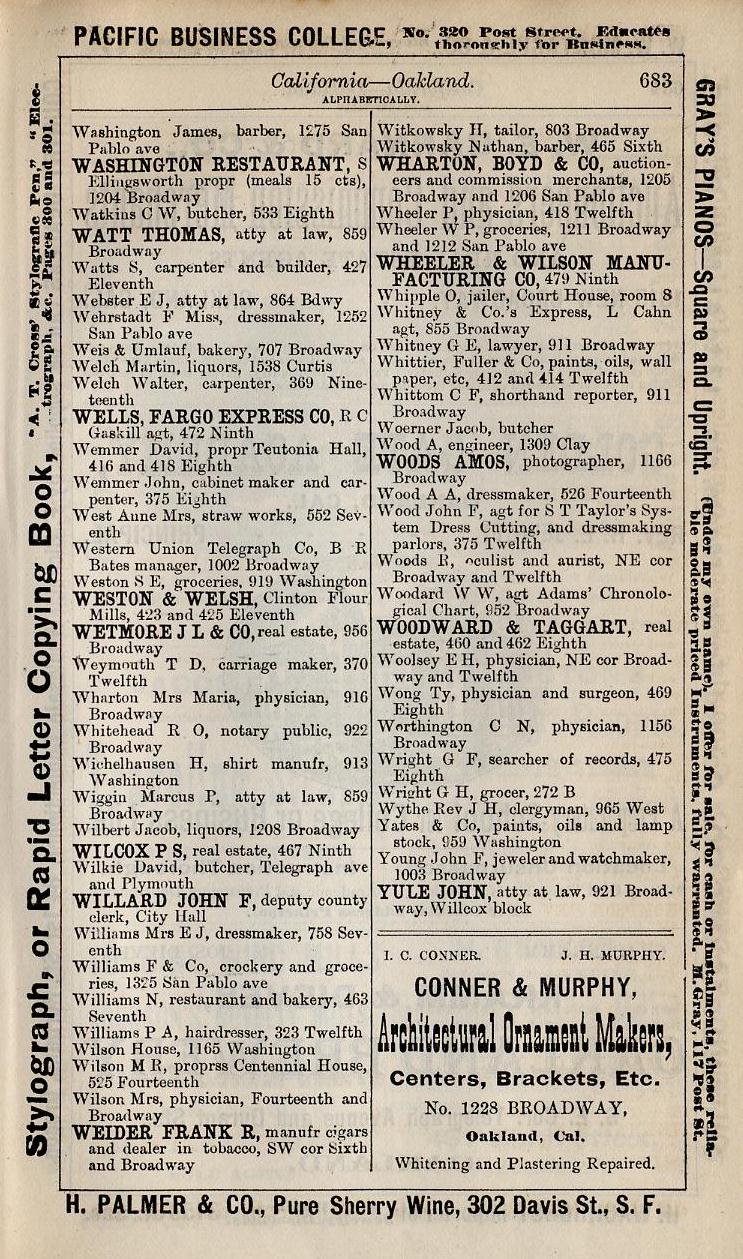 PACIFIC BUSINESS COLLEGE, No. 320 Post Street. Educates
thoroughly for Business.
California—Oakland. 683
ALPHABETICALLY.
Washington James, barber, 1275 San
Pablo ave
WASHINGTON RESTAURANT, S
Ellingsworth propr (meals 15 cts),
1204 Broadway
Watkins C W, butcher, 533 Eighth
WATT THOMAS, atty at law, 859
Broadway
Watts S, carpenter and builder, 427
Eleventh
Webster E J, atty at law, 864 Bdwy
Wehrstadt F Miss, dressmaker, 1252
San Pablo ave
Weis & Umlauf, bakery, 707 Broadway
Welch Martin, liquors, 1538 Curtis
Welch Walter, carpenter, 369 Nine-
teenth
WELLS, FARGO EXPRESS CO, R C
Gaskill agt, 472 Ninth
Wemmer David, propr Teutonia Hall,
416 and 418 Eighth
Wemmer John, cabinet maker and car-
penter, 375 Eighth
West Anne Mrs, straw works, 552 Sev-
enth
Western Union Telegraph Co, B R
Bates manager, 1002 Broadway
Weston S E, groceries, 919 Washington
WESTON & WELSH, Clinton Flour
Mills, 423 and 425 Eleventh
WETMORE J L & CO, real estate, 956
Broadway
Weymouth T D, carriage maker, 370
Twelfth
Wharton Mrs Maria, physician, 916
Broadway
Whitehead R O, notary public, 922
Broadway
Wichelhausen H, shirt manufr, 913
Washington
Wiggin Marcus P, atty at law, 859
Broadway
Wilbert Jacob, liquors, 1208 Broadway
WILCOX P S, real estate, 467 Ninth
Wilkie David, butcher, Telegraph ave
and Plymouth
WILLARD JOHN F, deputy county
clerk, City Hall
Williams Mrs E J, dressmaker, 758 Sev-
enth
Williams F & Co, crockery and groce-
ries, 1325 San Pablo ave
Williams N, restaurant and bakery, 463
Seventh
Williams P A, hairdresser, 323 Twelfth
Wilson House, 1165 Washington
Wilson M R, proprss Centennial House,
525 Fourteenth
Wilson Mrs, physician, Fourteenth and
Broadway
WEIDER FRANK R, manufr cigars
and dealer in tobacco, SW cor Sixth
and Broadway
Witkowsky H, tailor, 803 Broadway
Witkowsky Nathan, barber, 465 Sixth
WHARTON, BOYD & CO, auction-
eers and commission merchants, 1205
Broadway and 1206 San Pablo ave
Wheeler P, physician, 418 Twelfth
Wheeler W P, groceries, 1211 Broadway
and 1212 San Pablo ave
WHEELER & WILSON MANU-
FACTURING CO, 479 Ninth
Whipple O, jailer, Court House, room 8
Whitney & Co.'s Express, L Cahn
agt, 855 Broadway
Whitney G E, lawyer, 911 Broadway
Whittier, Fuller & Co, paints, oils, wall
paper, etc, 412 and 414 Twelfth
Whittom C F, shorthand reporter, 911
Broadway
Woerner Jacob, butcher
Wood A, engineer, 1309 Clay
WOODS AMOS, photographer, 1166
Broadway
Wood A A, dressmaker, 526 Fourteenth
Wood John F, agt for S T Taylor's Sys-
tem Dress Cutting, and dressmaking
parlors, 375 Twelfth
Woods R, oculist and aurist, NE cor
Broadway and Twelfth
Woodard W W, agt Adams' Chronolo-
gical Chart, 952 Broadway
WOODWARD & TAGGART, real
estate, 460 and 462 Eighth
Woolsey E H, physician, NE cor Broad-
way and Twelfth
Wong Ty, physician and surgeon, 469
Eighth
Worthington C N, physician, 1156
Broadway
Wright G F, searcher of records, 475
Eighth
Wright G H, grocer, 272 B
Wythe Rev J H, clergyman, 965 West
Yates & Co, paints, oils and lamp
stock, 959 Washington
Young John F, jeweler and watchmaker,
1003 Broadway
YULE JOHN, atty at law, 921 Broad-
way, Willcox block
I. C. CONNER. J. H. MURPHY.
CONNER & MURPHY,
Architectural Ornament Makers,
Centers, Brackets, Etc.
No. 1228 BROADWAY,
Oakland, Cal.
Whitening and Plastering Repaired.
H. PALMER & CO., Pure Sherry Wine, 302 Davis St., S. F.
Stylograph, or Rapid Letter Copying Book, "A. T. Cross' Stylografic Pen," "Elec-
trograph, &c. Pages 300 and 301.
GRAY'S PIANOS—Square and Upright. (Under my own name). I offer for sale, for cash or instalments, these relia-
ble moderate priced Instruments, fully warranted. M. Gray, 117 Post St.